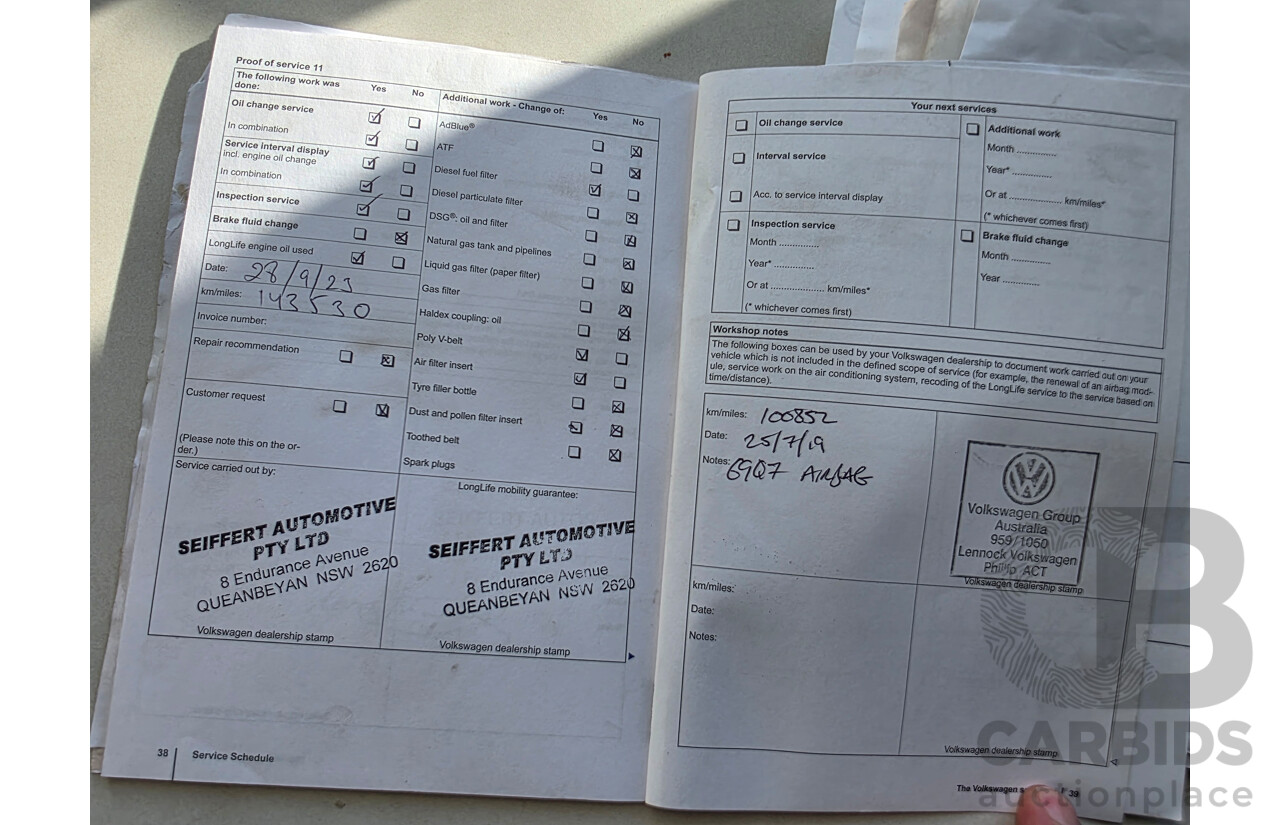 Proof of service 11
The following work was
done:
Yes
No
Oil change service
In combination
Service interval display
incl. engine oil change
In combination
Inspection service
Brake fluid change
LongLife engine oil used
Date: 28/9/23
km/miles: 143530
Invoice number:
Repair recommendation
Customer request
(Please note this on the or-
der.)
Service carried out by:
SEIFFERT AUTOMOTIVE
PTY LTD
8 Endurance Avenue
QUEANBEYAN NSW 2620
Volkswagen dealership stamp
Additional work - Change of:
Yes
No
AdBlue®
ATF
Diesel fuel filter
Diesel particulate filter
DSG®: oil and filter
Natural gas tank and pipelines
Liquid gas filter (paper filter)
Gas filter
Haldex coupling: oil
Poly V-belt
Air filter insert
Tyre filler bottle
Dust and pollen filter insert
Toothed belt
Spark plugs
LongLife mobility guarantee:
SEIFFERT AUTOMOTIVE
PTY LTD
8 Endurance Avenue
QUEANBEYAN NSW 2620
Volkswagen dealership stamp
38
Service Schedule
Your next services
Oil change service
Interval service
Acc. to service interval display
Inspection service
Month ..............
Year* ..............
Or at ................... km/miles*
(* whichever comes first)
Additional work
Month ..............
Year* ..............
Or at ................... km/miles*
(* whichever comes first)
Brake fluid change
Month ..............
Year .............
Workshop notes
The following boxes can be used by your Volkswagen dealership to document work carried out on your
vehicle which is not included in the defined scope of service (for example, the renewal of an airbag mod-
ule, service work on the air conditioning system, recoding of the LongLife service to the service based on
time/distance).
km/miles: 100852
Date: 25/7/19
Notes: 69Q7 AIRBAG
VW
Volkswagen Group
Australia
959/1050
Lennock Volkswagen
Phillip ACT
Volkswagen dealership stamp
km/miles:
Date:
Notes:
Volkswagen dealership stamp
The Volkswagen
39
CARBIDS
auctionplace